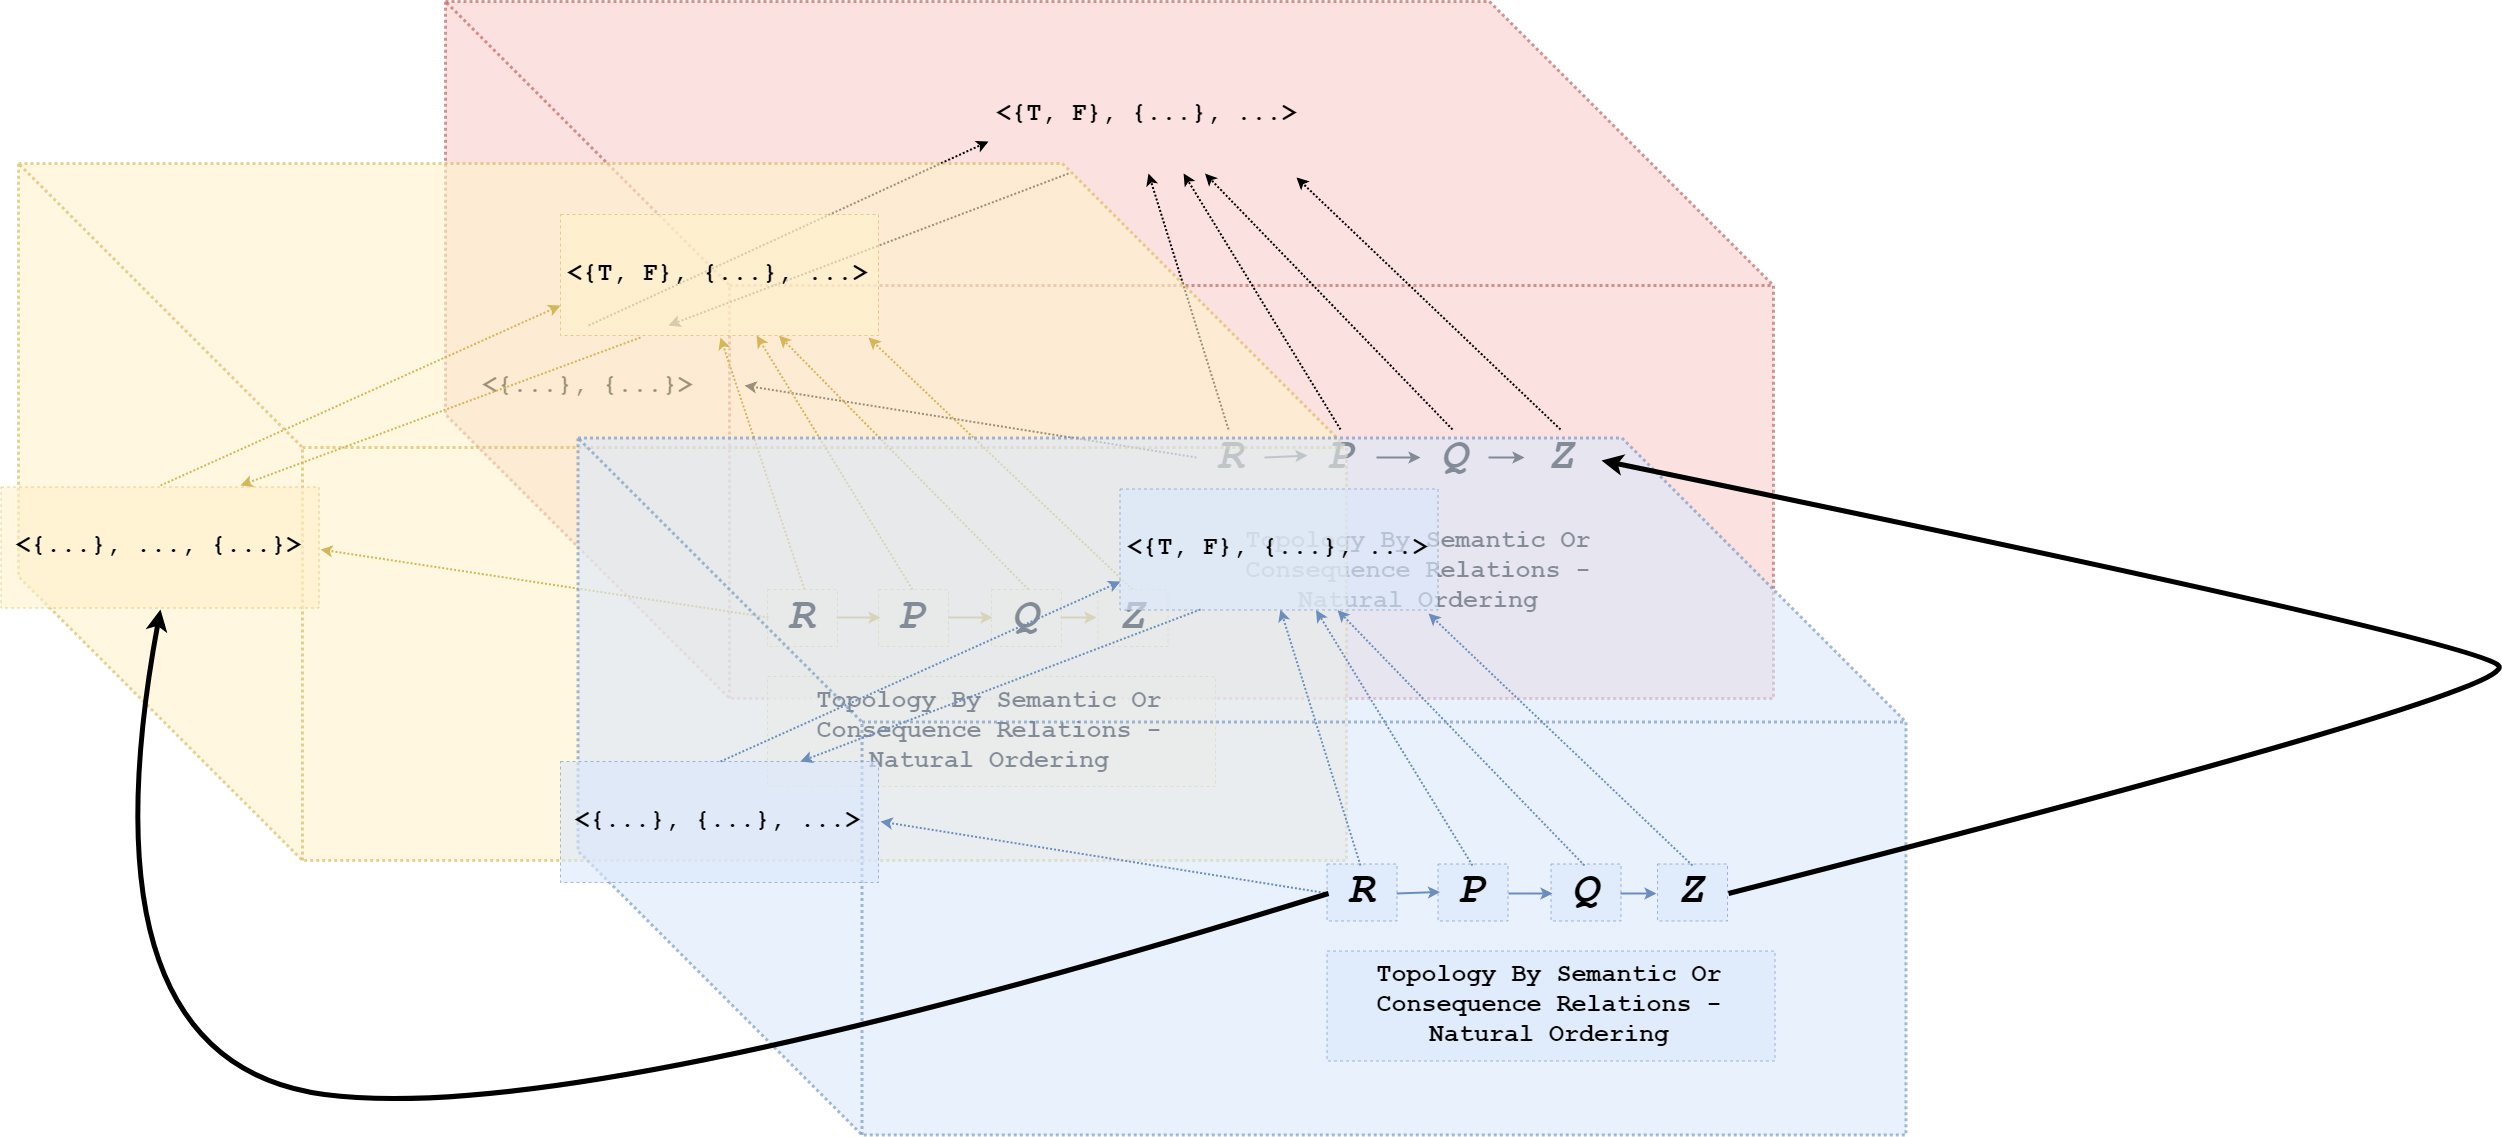 <{T, F}, {...}, ...>
<{T, F}, {...}, ...>
<{...}, {...}>
R P Q Z
<{...}, ..., {...}>
<{T, F}, {...}, ...>
Topology By Semantic Or
Consequence Relations -
Natural Ordering
R P Q Z
Topology By Semantic Or
Consequence Relations -
Natural Ordering
<{...}, {...}, ...>
R P Q Z
Topology By Semantic Or
Consequence Relations -
Natural Ordering